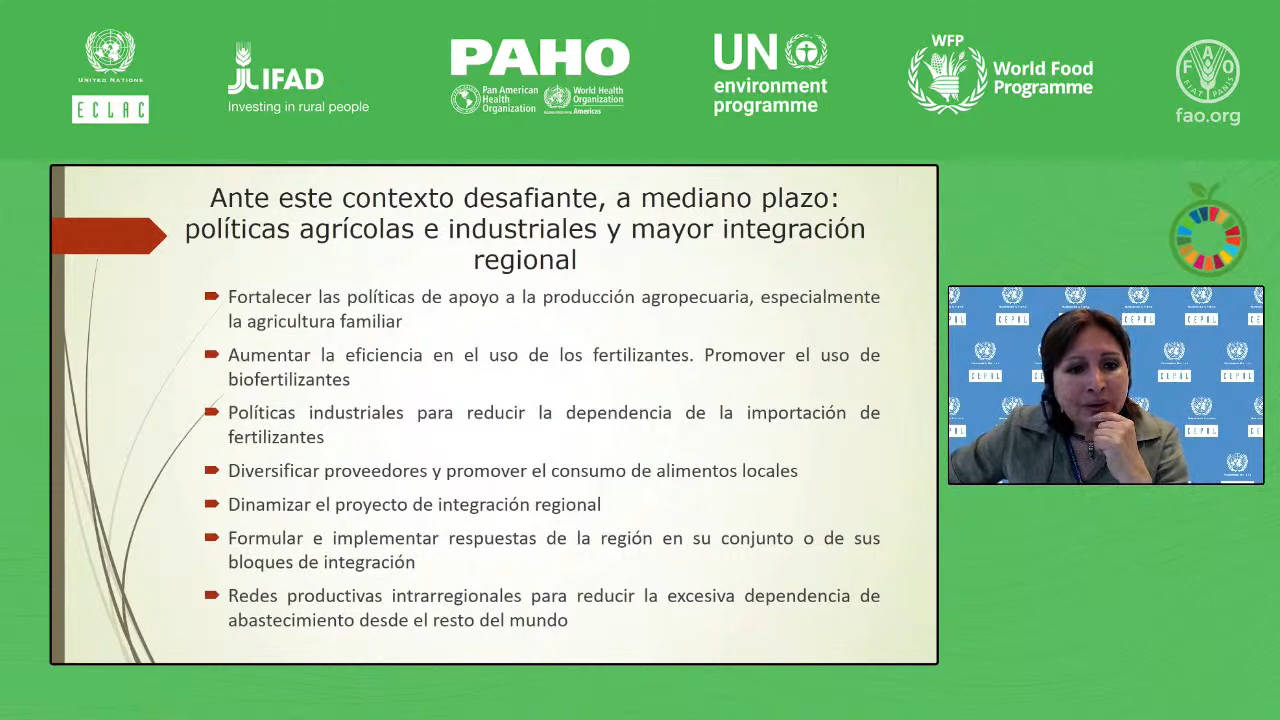 UNITED NATIONS
ECLAC
IFAD
Investing in rural people
PAHO
Pan American
Health
Organization
World Health
Organization
Americas
UN
environment
programme
WFP
World Food
Programme
F A O
FIAT PANIS
fao.org
Ante este contexto desafiante, a mediano plazo:
políticas agrícolas e industriales y mayor integración
regional
Fortalecer las políticas de apoyo a la producción agropecuaria, especialmente
la agricultura familiar
Aumentar la eficiencia en el uso de los fertilizantes. Promover el uso de
biofertilizantes
Políticas industriales para reducir la dependencia de la importación de
fertilizantes
Diversificar proveedores y promover el consumo de alimentos locales
Dinamizar el proyecto de integración regional
Formular e implementar respuestas de la región en su conjunto o de sus
bloques de integración
Redes productivas intrarregionales para reducir la excesiva dependencia de
abastecimiento desde el resto del mundo
CEPAL
CEPAL
CEPAL
CEPAL
CEPAL